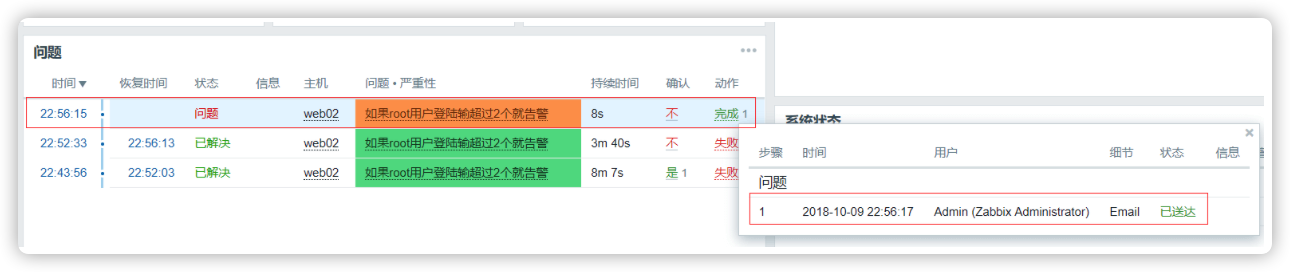 问题
时间 恢复时间 状态 信息 主机 问题 • 严重性 持续时间 确认 动作
22:56:15 问题 web02 如果root用户登陆输超过2个就告警 8s 不 完成 1
22:52:33 22:56:13 已解决 web02 如果root用户登陆输超过2个就告警 3m 40s 不 失败
22:43:56 22:52:03 已解决 web02 如果root用户登陆输超过2个就告警 8m 7s 是 1 失败
系统状态
步骤 时间 用户 细节 状态 信息
问题
1 2018-10-09 22:56:17 Admin (Zabbix Administrator) Email 已送达